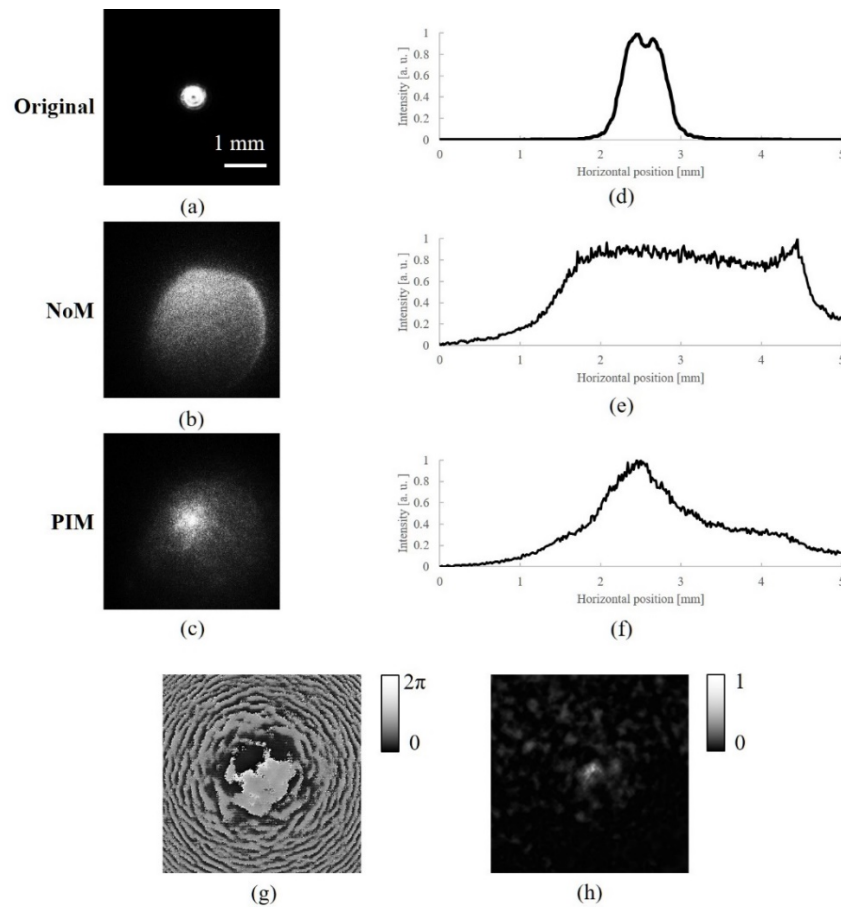 Original
1 mm
(a)
Intensity [a. u. ]
1
0.8
0.6
0.4
0.2
0
0 1 2 3 4 5
Horizontal position [mm]
(d)
NoM
(b)
Intensity [a. u. ]
1
0.8
0.6
0.4
0.2
0
0 1 2 3 4 5
Horizontal position [mm]
(e)
PIM
(c)
Intensity [a. u. ]
1
0.8
0.6
0.4
0.2
0
0 1 2 3 4 5
Horizontal position [mm]
(f)
2π
0
(g)
1
0
(h)